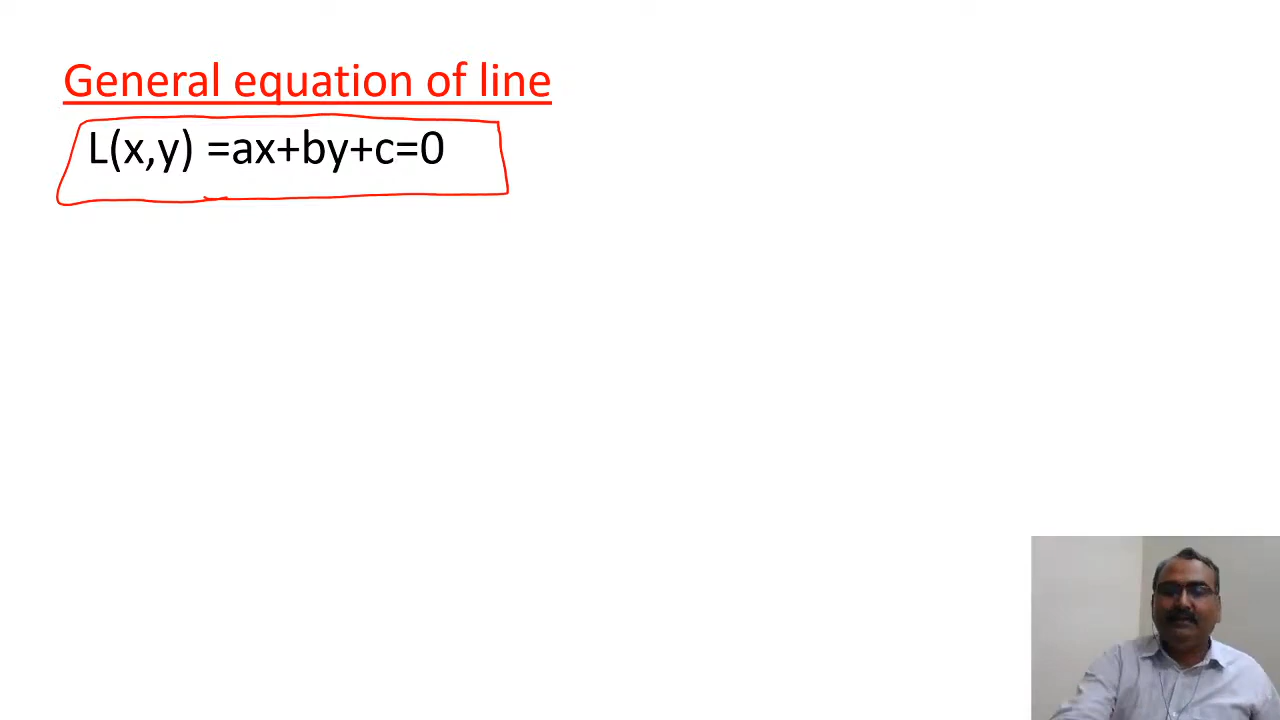 General equation of line
L(x,y) =ax+by+c=0